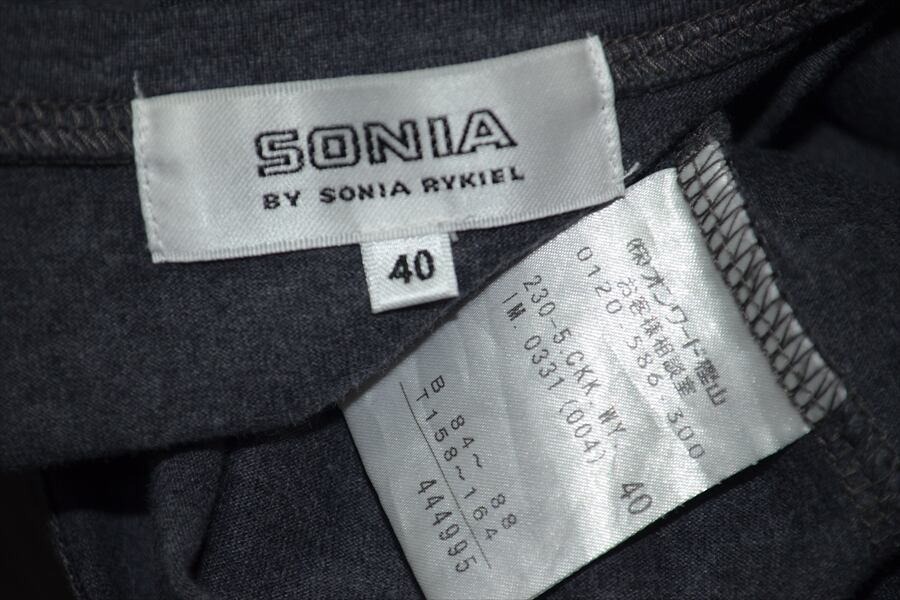 SONIA
BY SONIA RYKIEL
40
㈱オンワード樫山
お客様相談室
0120-586-300
230-5.CKK.WY.
IM.0331(004)
40
B 84~ 88
T158~164
444995